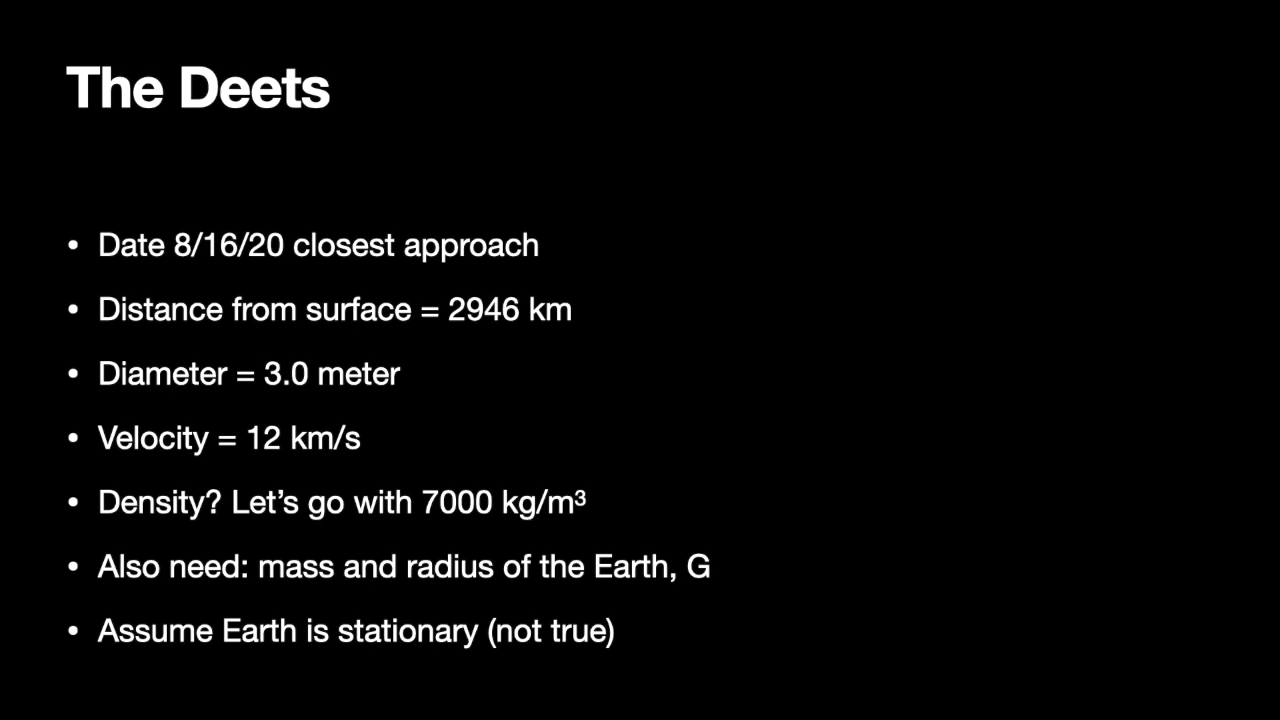 The Deets
• Date 8/16/20 closest approach
• Distance from surface = 2946 km
• Diameter = 3.0 meter
• Velocity = 12 km/s
• Density? Let’s go with 7000 kg/m³
• Also need: mass and radius of the Earth, G
• Assume Earth is stationary (not true)